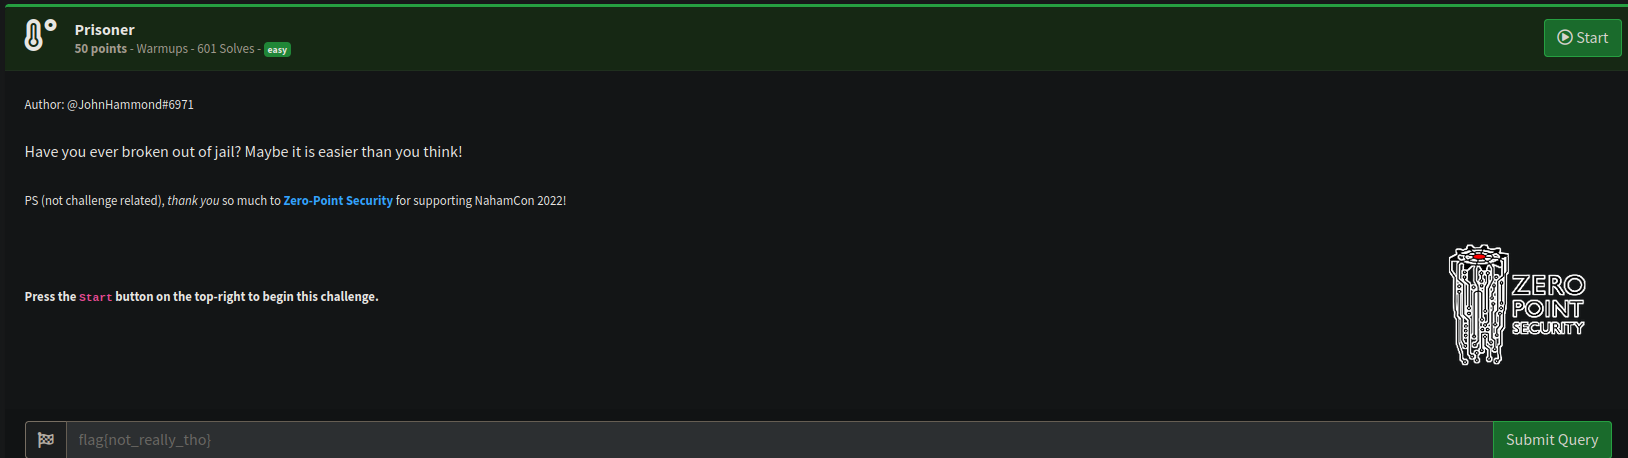 Prisoner
50 points - Warmups - 601 Solves - easy
Start
Author: @JohnHammond#6971
Have you ever broken out of jail? Maybe it is easier than you think!
PS (not challenge related), thank you so much to Zero-Point Security for supporting NahamCon 2022!
Press the Start button on the top-right to begin this challenge.
ZERO
POINT
SECURITY
flag{not_really_tho}
Submit Query